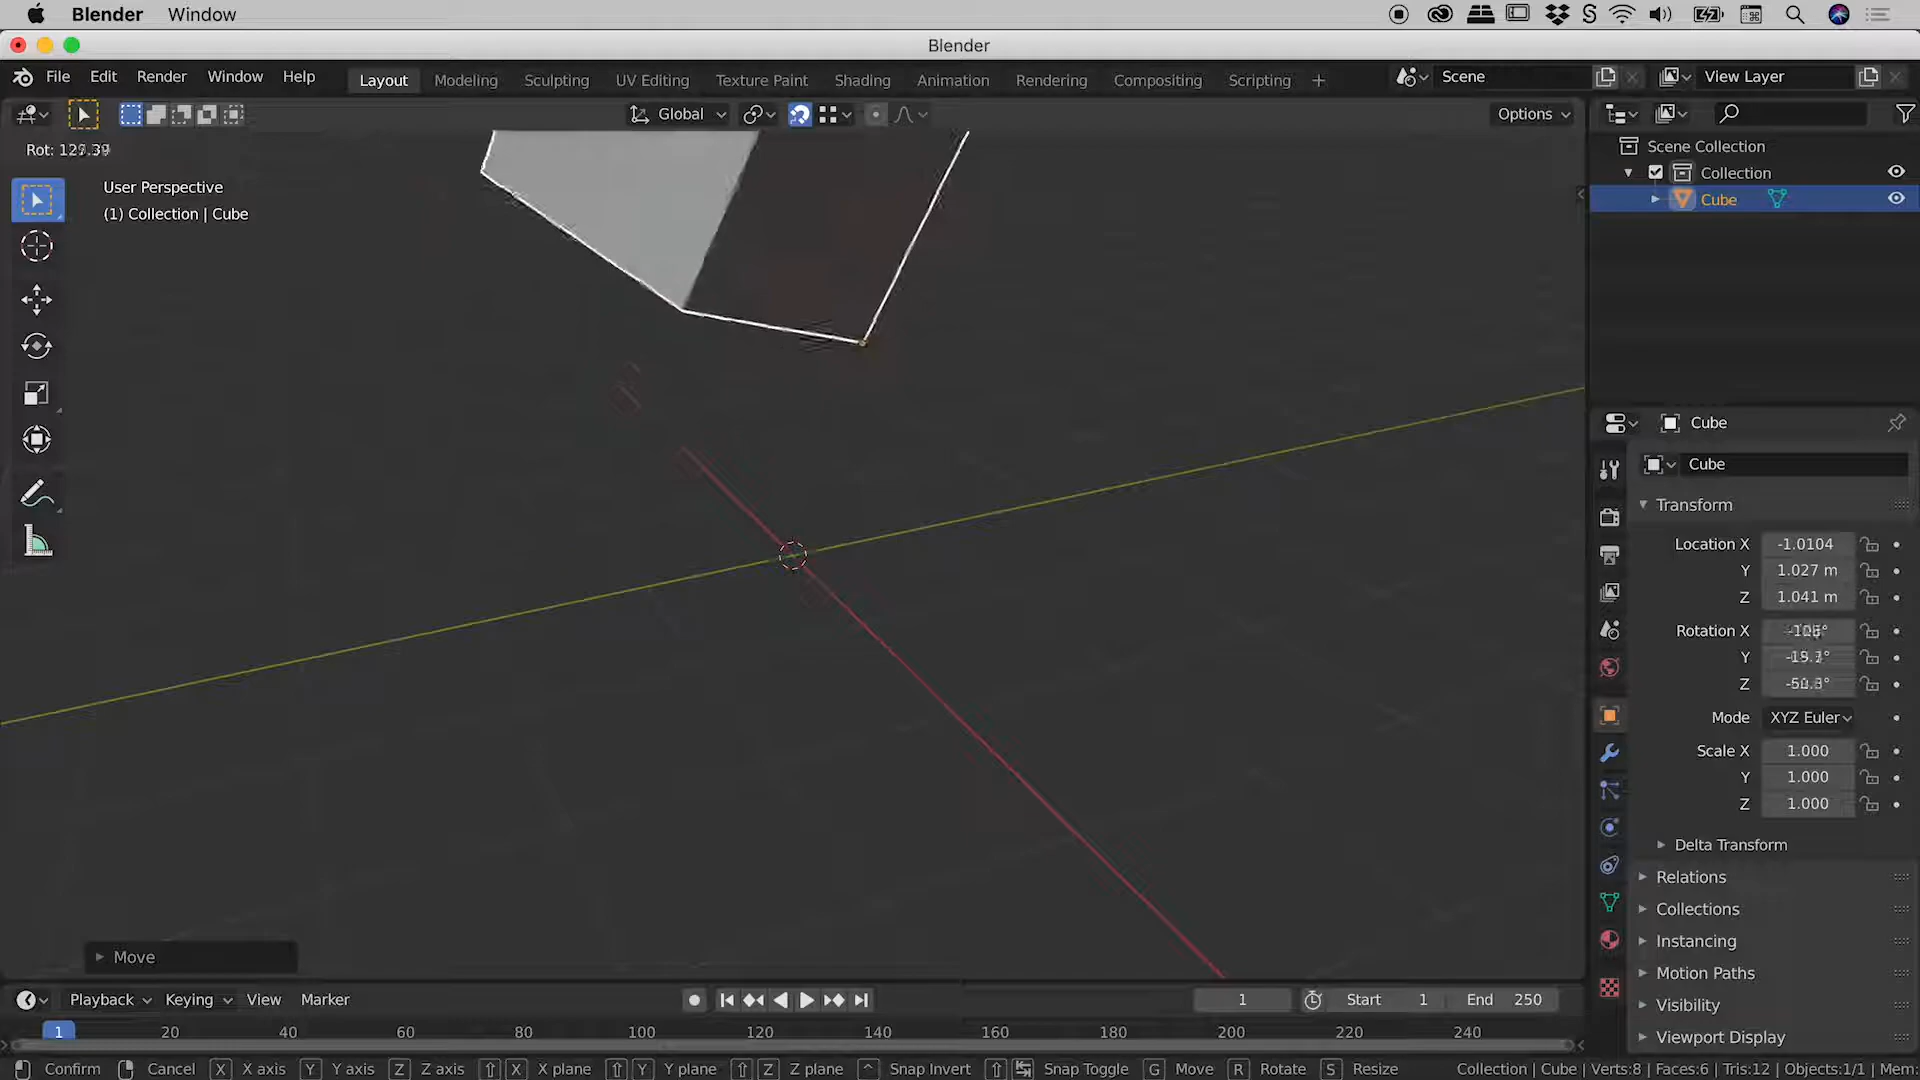 Blender Window
Blender
File Edit Render Window Help Layout Modeling Sculpting UV Editing Texture Paint Shading Animation Rendering Compositing Scripting Scene View Layer
Global Options
Rot:
User Perspective
(1) Collection | Cube
Scene Collection
Collection
Cube
Cube
Cube
Transform
Location X -1.0104
Y 1.027 m
Z 1.041 m
Rotation X
Y
Z
Mode XYZ Euler
Scale X 1.000
Y 1.000
Z 1.000
Delta Transform
Relations
Collections
Instancing
Motion Paths
Visibility
Viewport Display
Move
Playback Keying View Marker 1 Start 1 End 250
1 20 40 60 80 100 120 140 160 180 200 220 240
Confirm Cancel X X axis Y Y axis Z Z axis X X plane Y Y plane Z Z plane ^ Snap Invert Snap Toggle G Move R Rotate S Resize Collection | Cube | Verts:8 | Faces:6 | Tris:12 | Objects:1/1 | Mem: